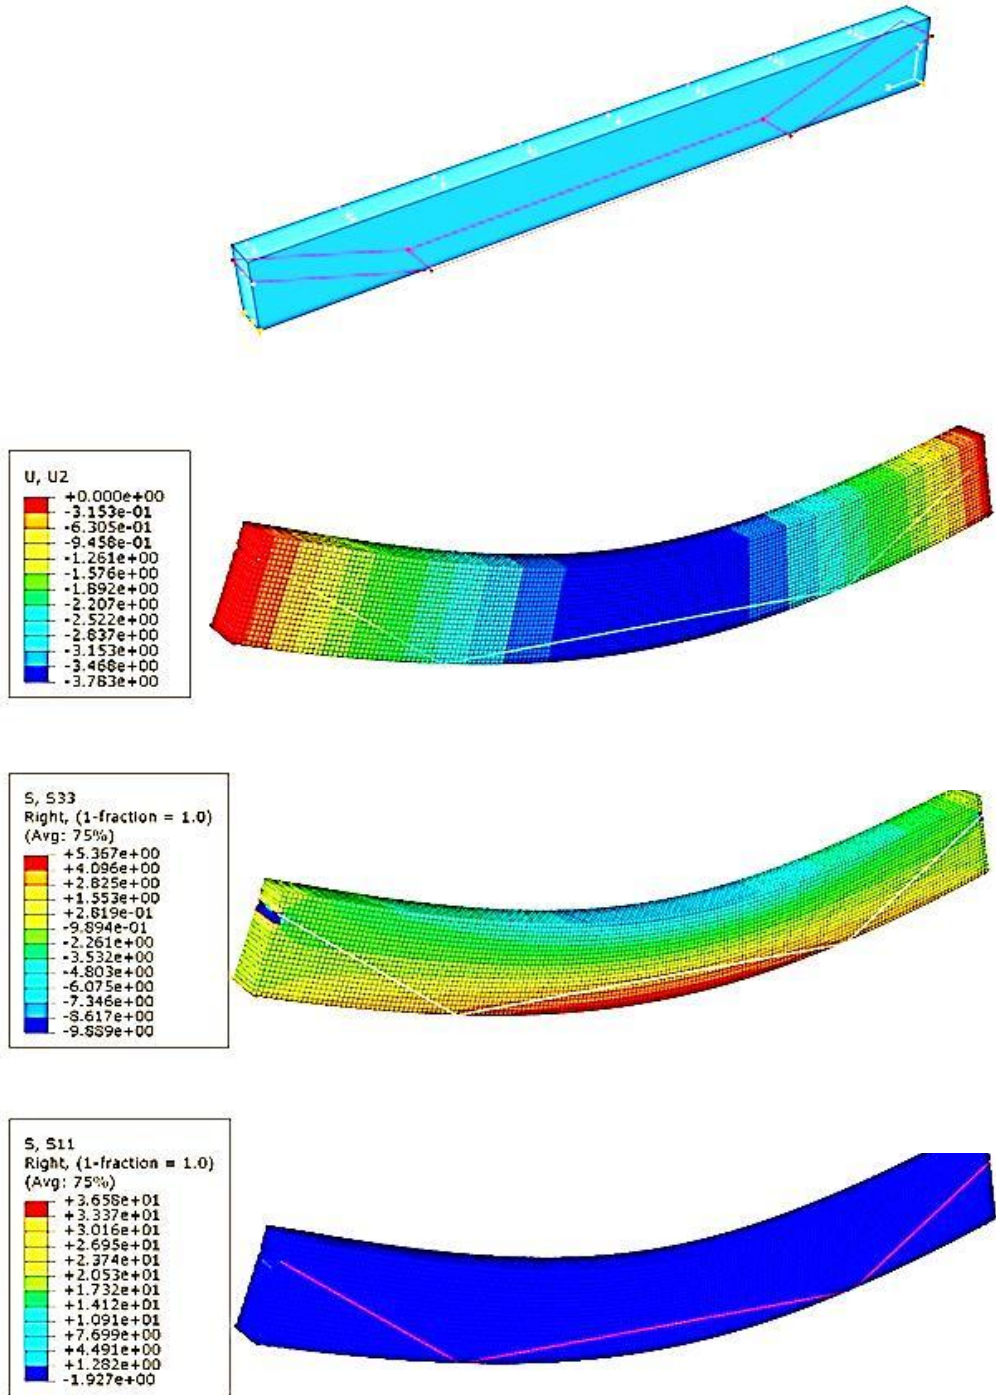 U, U2
+0.000e+00
-3.153e-01
-6.305e-01
-9.458e-01
-1.261e+00
-1.576e+00
-1.892e+00
-2.207e+00
-2.522e+00
-2.837e+00
-3.153e+00
-3.468e+00
-3.783e+00
S, S33
Right, (1-fraction = 1.0)
(Avg: 75%)
+5.367e+00
+4.096e+00
+2.825e+00
+1.553e+00
+2.819e-01
-9.894e-01
-2.261e+00
-3.532e+00
-4.803e+00
-6.075e+00
-7.346e+00
-8.617e+00
-9.889e+00
S, S11
Right, (1-fraction = 1.0)
(Avg: 75%)
+3.658e+01
+3.337e+01
+3.016e+01
+2.695e+01
+2.374e+01
+2.053e+01
+1.732e+01
+1.412e+01
+1.091e+01
+7.699e+00
+4.491e+00
+1.282e+00
-1.927e+00